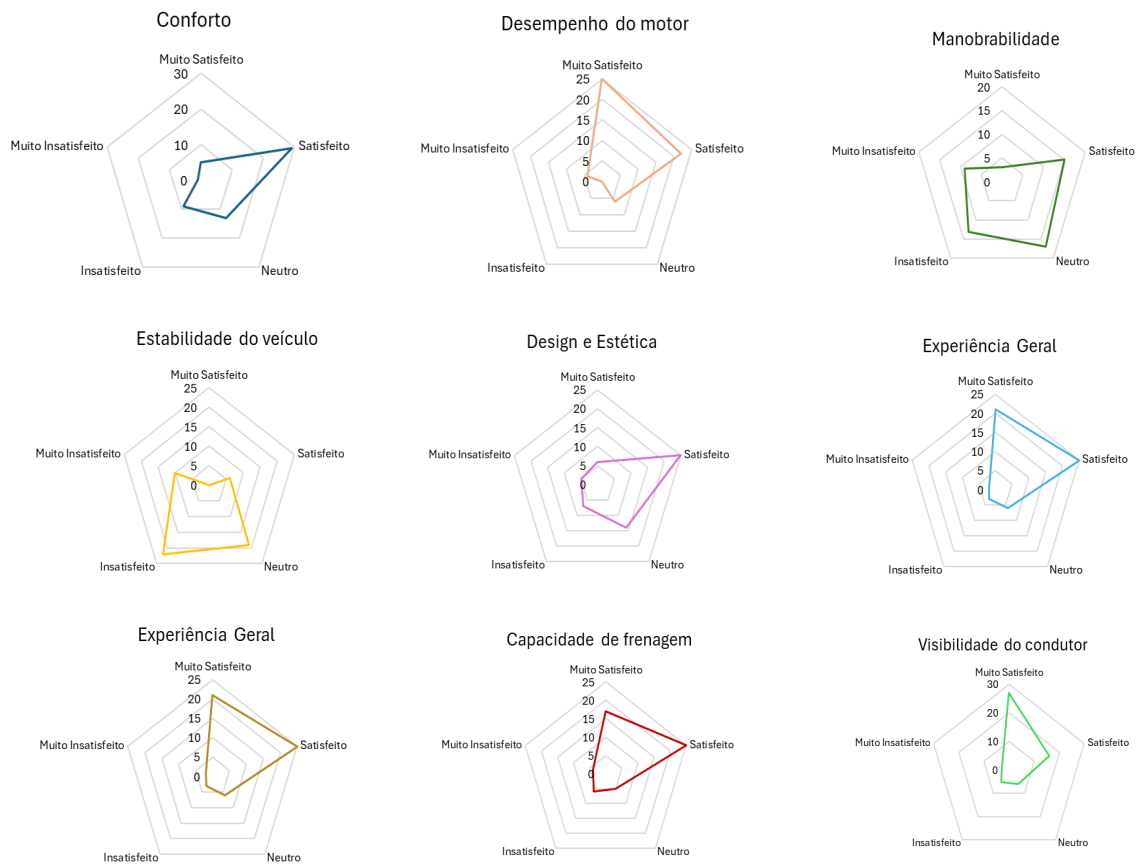 Conforto
Muito Satisfeito
30
20
10
0
Muito Insatisfeito
Satisfeito
Insatisfeito
Neutro
Desempenho do motor
Muito Satisfeito
25
20
15
10
5
0
Muito Insatisfeito
Satisfeito
Insatisfeito
Neutro
Manobrabilidade
Muito Satisfeito
20
15
10
5
0
Muito Insatisfeito
Satisfeito
Insatisfeito
Neutro
Estabilidade do veículo
Muito Satisfeito
25
20
15
10
5
0
Muito Insatisfeito
Satisfeito
Insatisfeito
Neutro
Design e Estética
Muito Satisfeito
25
20
15
10
5
0
Muito Insatisfeito
Satisfeito
Insatisfeito
Neutro
Experiência Geral
Muito Satisfeito
25
20
15
10
5
0
Muito Insatisfeito
Satisfeito
Insatisfeito
Neutro
Experiência Geral
Muito Satisfeito
25
20
15
10
5
0
Muito Insatisfeito
Satisfeito
Insatisfeito
Neutro
Capacidade de frenagem
Muito Satisfeito
25
20
15
10
5
0
Muito Insatisfeito
Satisfeito
Insatisfeito
Neutro
Visibilidade do condutor
Muito Satisfeito
30
20
10
0
Muito Insatisfeito
Satisfeito
Insatisfeito
Neutro